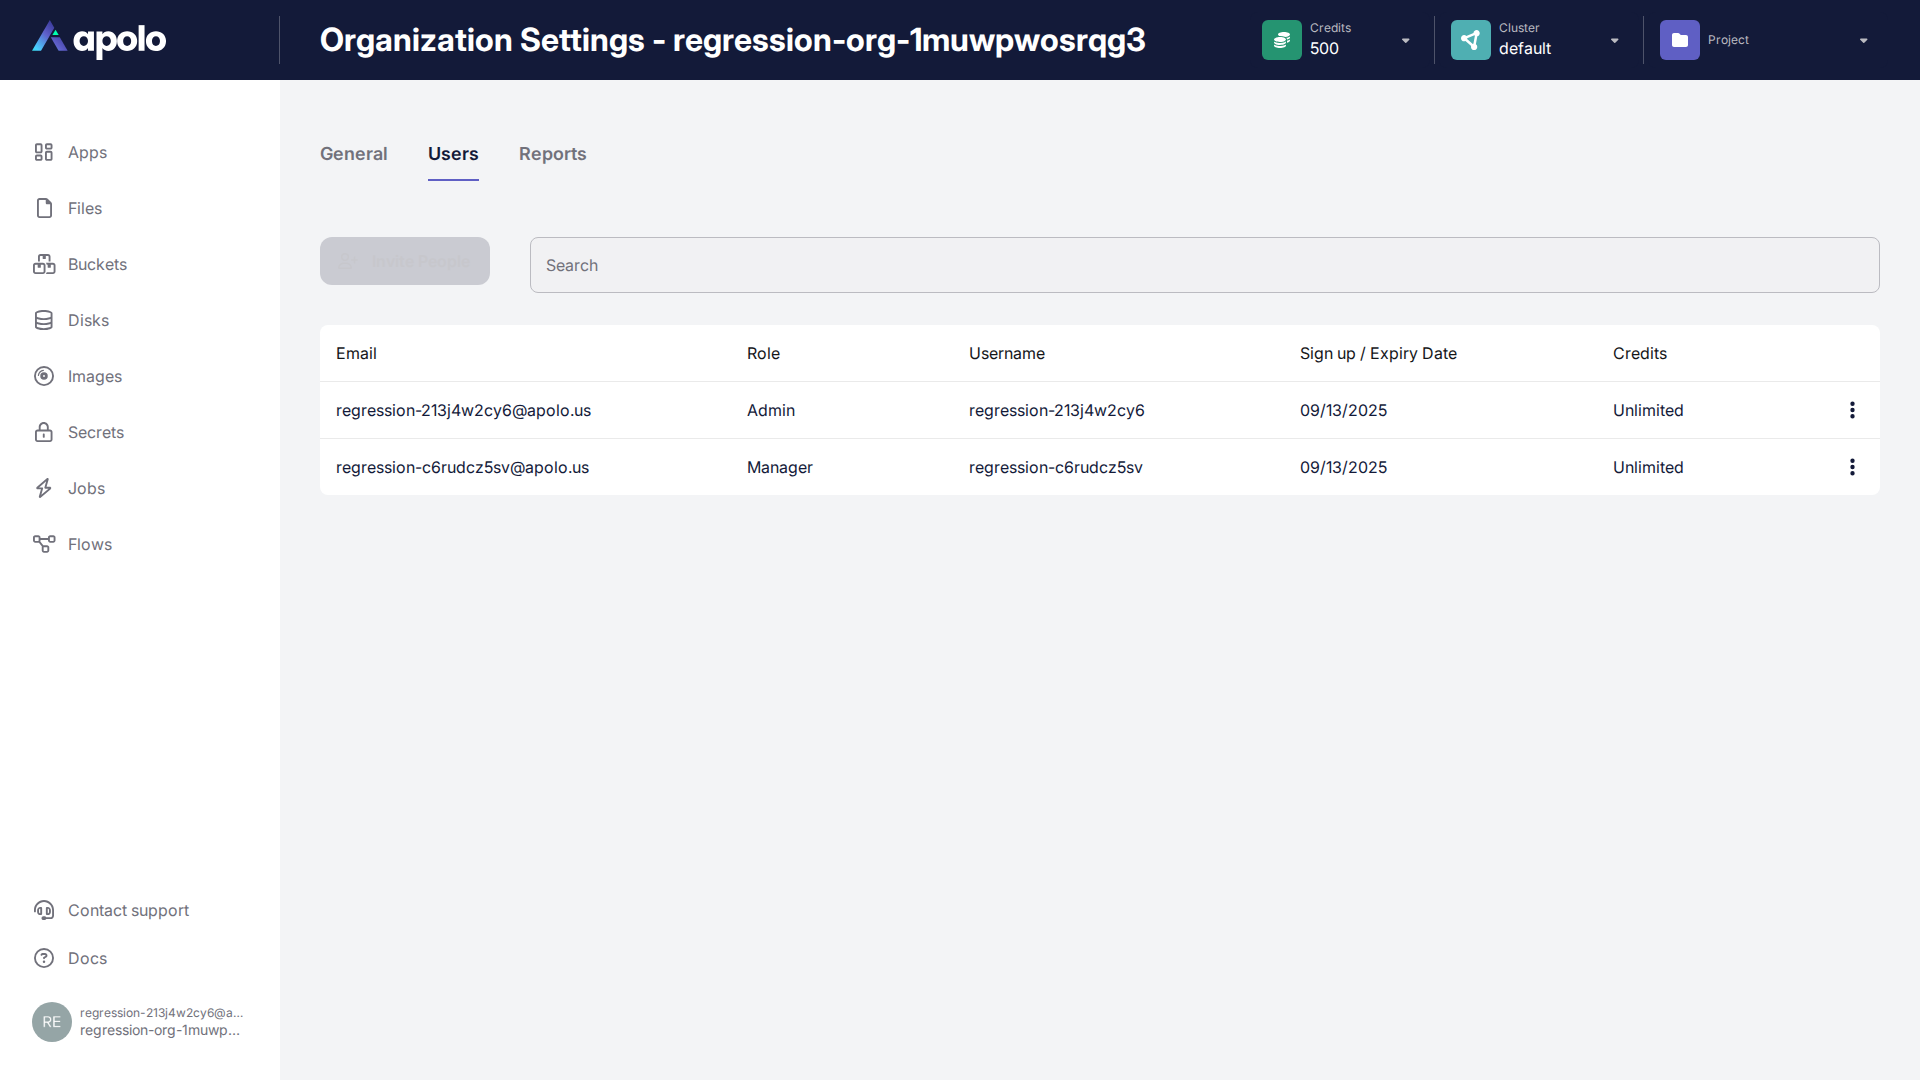 apolo
Organization Settings - regression-org-1muwpwosrqg3
Credits
500
Cluster
default
Project
Apps
Files
Buckets
Disks
Images
Secrets
Jobs
Flows
General
Users
Reports
Search
Email
Role
Username
Sign up / Expiry Date
Credits
regression-213j4w2cy6@apolo.us
Admin
regression-213j4w2cy6
09/13/2025
Unlimited
regression-c6rudcz5sv@apolo.us
Manager
regression-c6rudcz5sv
09/13/2025
Unlimited
Contact support
Docs
RE
regression-213j4w2cy6@a...
regression-org-1muwp...